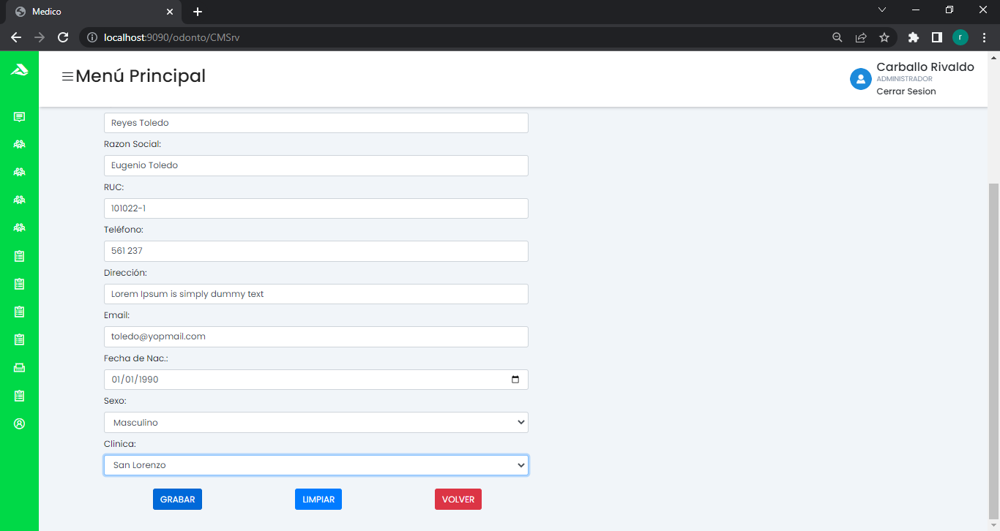 Medico
localhost:9090/odonto/CMSrv
r
Menú Principal
Carballo Rivaldo
ADMINISTRADOR
Cerrar Sesion
Reyes Toledo
Razon Social:
Eugenio Toledo
RUC:
101022-1
Teléfono:
561 237
Dirección:
Lorem Ipsum is simply dummy text
Email:
toledo@yopmail.com
Fecha de Nac.:
01/01/1990
Sexo:
Masculino
Clinica:
San Lorenzo
GRABAR
LIMPIAR
VOLVER